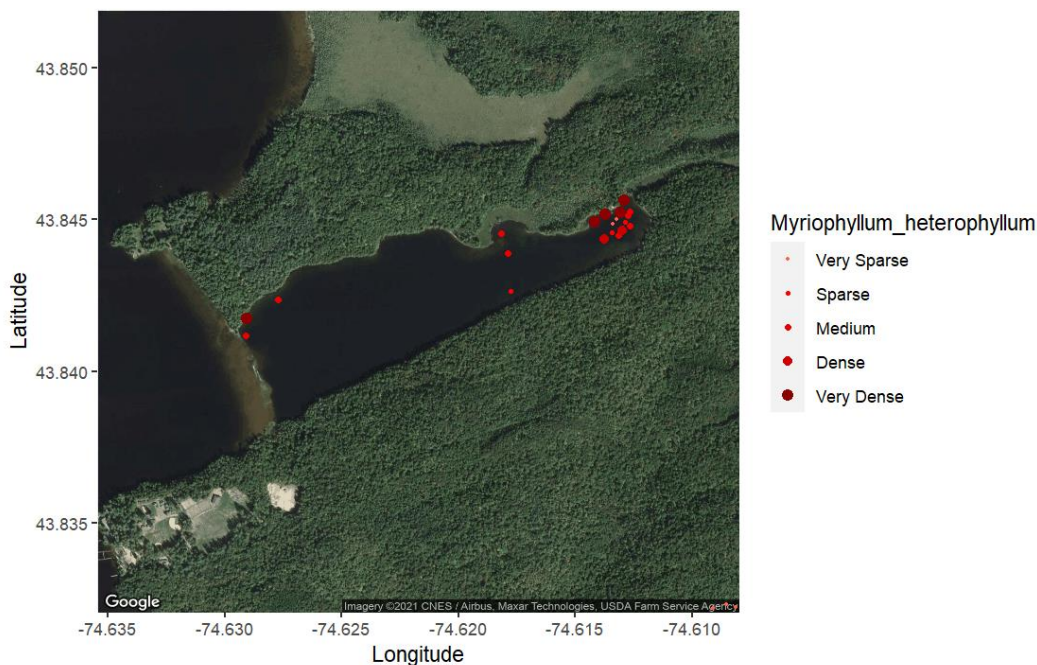 43.850
43.845
43.840
43.835
Latitude
-74.635
-74.630
-74.625
-74.620
-74.615
-74.610
Longitude
Google
Imagery ©2021 CNES / Airbus, Maxar Technologies, USDA Farm Service Agency
Myriophyllum_heterophyllum
Very Sparse
Sparse
Medium
Dense
Very Dense